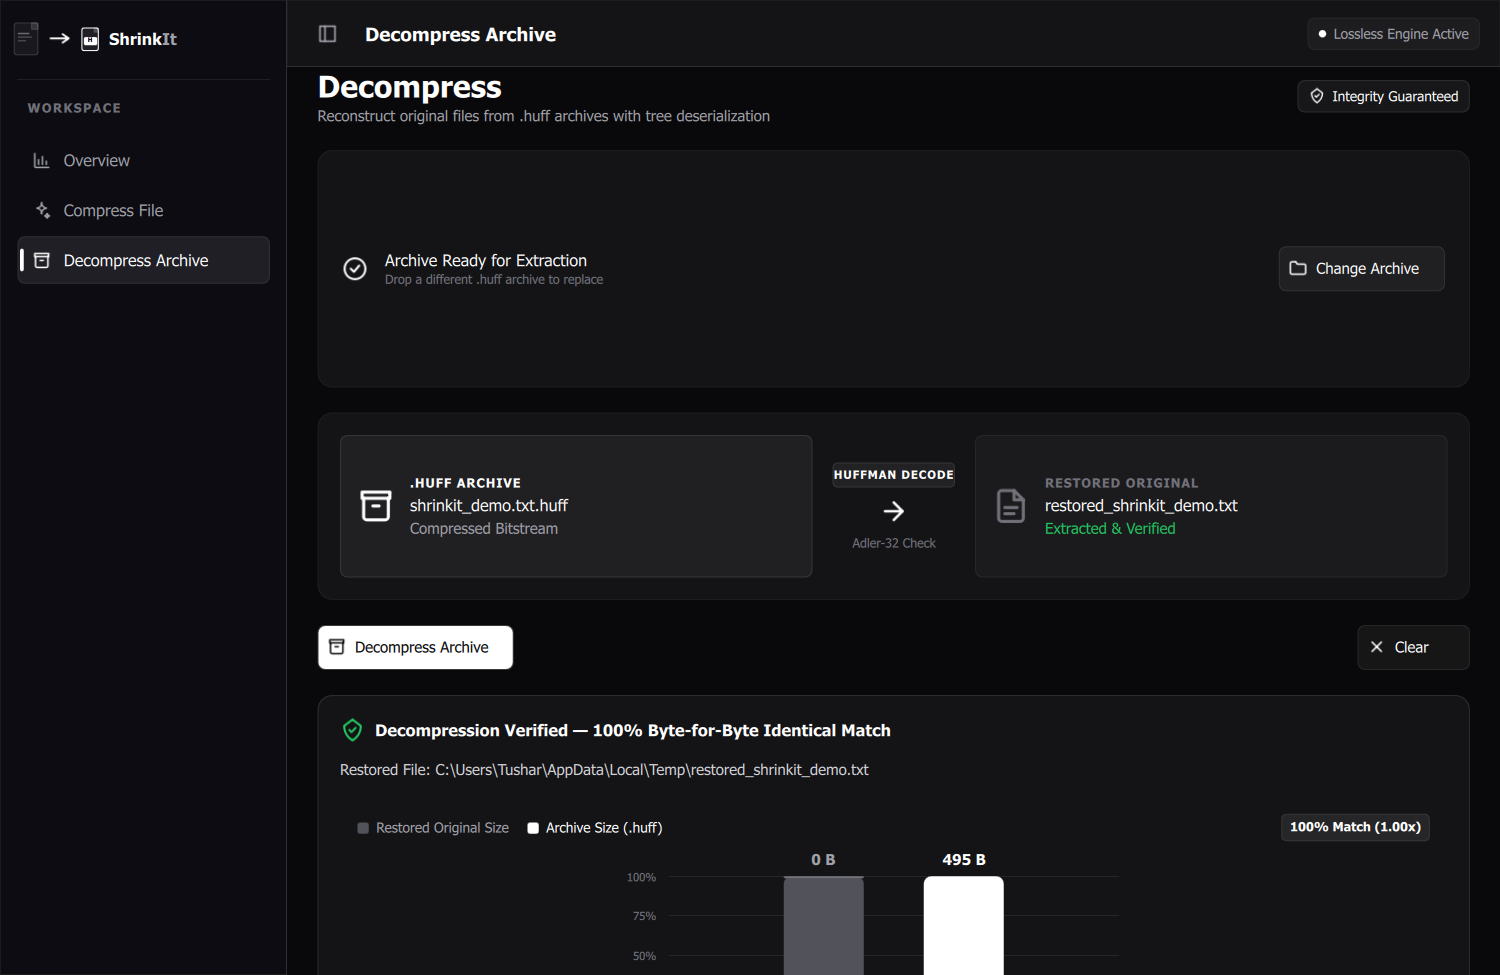 ShrinkIt
Decompress Archive
Lossless Engine Active
WORKSPACE
Overview
Compress File
Decompress Archive
Decompress
Reconstruct original files from .huff archives with tree deserialization
Integrity Guaranteed
Archive Ready for Extraction
Drop a different .huff archive to replace
Change Archive
.HUFF ARCHIVE
shrinkit_demo.txt.huff
Compressed Bitstream
HUFFMAN DECODE
Adler-32 Check
RESTORED ORIGINAL
restored_shrinkit_demo.txt
Extracted & Verified
Decompress Archive
Clear
Decompression Verified — 100% Byte-for-Byte Identical Match
Restored File: C:\Users\Tushar\AppData\Local\Temp\restored_shrinkit_demo.txt
Restored Original Size
Archive Size (.huff)
100% Match (1.00x)
0 B
495 B
100%
75%
50%